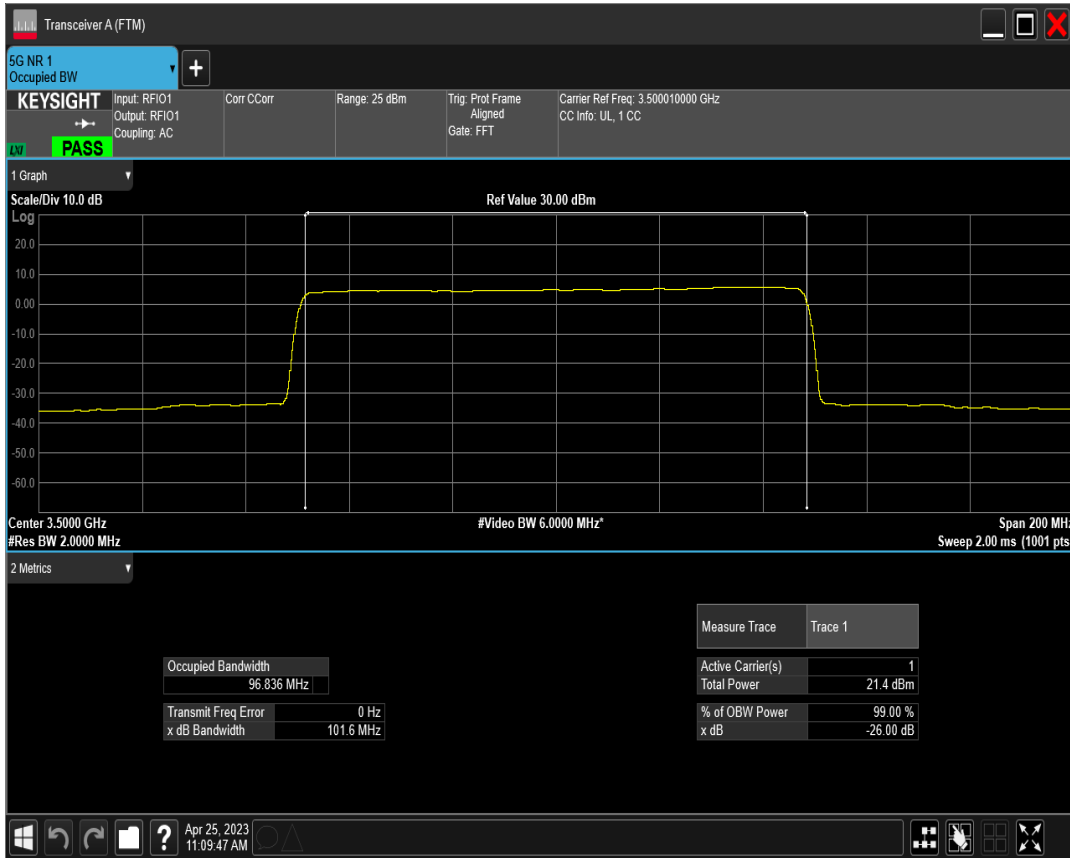 Transceiver A (FTM)
5G NR 1
Occupied BW
+
KEYSIGHT
LXI
PASS
Input: RFIO1
Output: RFIO1
Coupling: AC
Corr CCorr
Range: 25 dBm
Trig: Prot Frame
Aligned
Gate: FFT
Carrier Ref Freq: 3.500010000 GHz
CC Info: UL, 1 CC
1 Graph
Scale/Div 10.0 dB
Ref Value 30.00 dBm
Log
20.0
10.0
0.00
-10.0
-20.0
-30.0
-40.0
-50.0
-60.0
Center 3.5000 GHz
#Video BW 6.0000 MHz*
Span 200 MHz
#Res BW 2.0000 MHz
Sweep 2.00 ms (1001 pts
2 Metrics
Measure Trace Trace 1
Occupied Bandwidth
96.836 MHz
Active Carrier(s) 1
Total Power 21.4 dBm
Transmit Freq Error 0 Hz
x dB Bandwidth 101.6 MHz
% of OBW Power 99.00 %
x dB -26.00 dB
?
Apr 25, 2023
11:09:47 AM